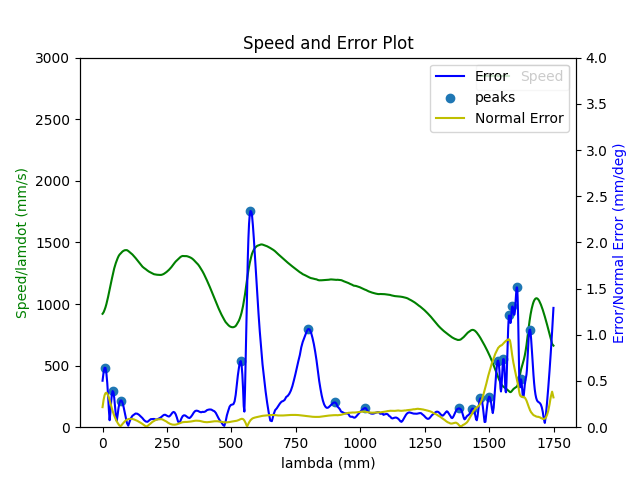 Speed and Error Plot
3000
2500
2000
1500
1000
500
0
Speed/lamdot (mm/s)
4.0
3.5
3.0
2.5
2.0
1.5
1.0
0.5
0.0
Error/Normal Error (mm/deg)
Error
Speed
peaks
Normal Error
0 250 500 750 1000 1250 1500 1750
lambda (mm)